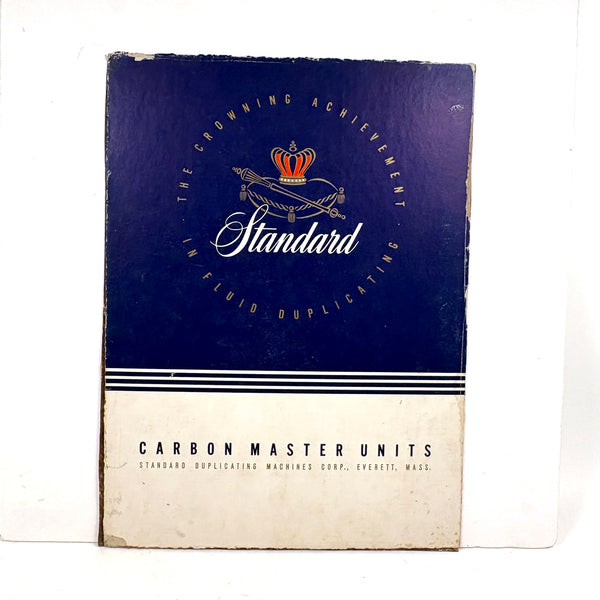 THE CROWNING ACHIEVEMENT
Standard
IN FLUID DUPLICATING
CARBON MASTER UNITS
STANDARD DUPLICATING MACHINES CORP., EVERETT, MASS.